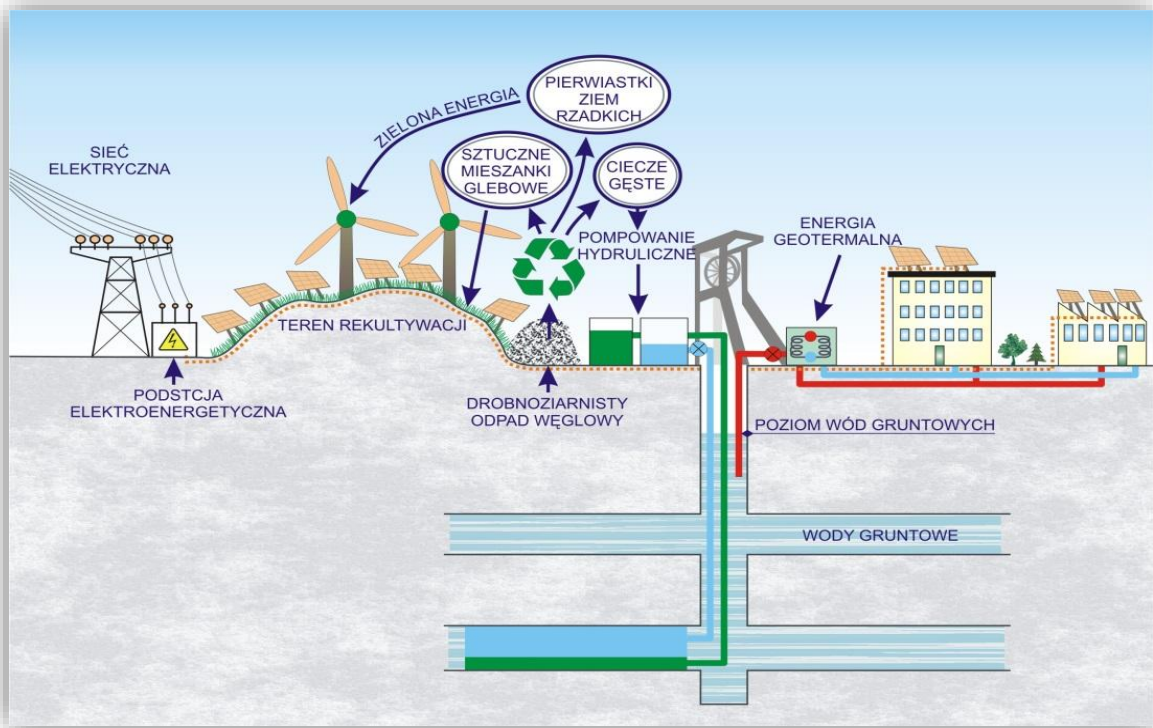 PIERWIASTKI
ZIEM
RZADKICH
ZIELONA ENERGIA
SIEĆ
ELEKTRYCZNA
SZTUCZNE
MIESZANKI
GLEBOWE
CIECZE
GĘSTE
POMPOWANIE
HYDRULICZNE
ENERGIA
GEOTERMALNA
TEREN REKULTYWACJI
PODSTCJA
ELEKTROENERGETYCZNA
DROBNOZIARNISTY
ODPAD WĘGLOWY
POZIOM WÓD GRUNTOWYCH
WODY GRUNTOWE